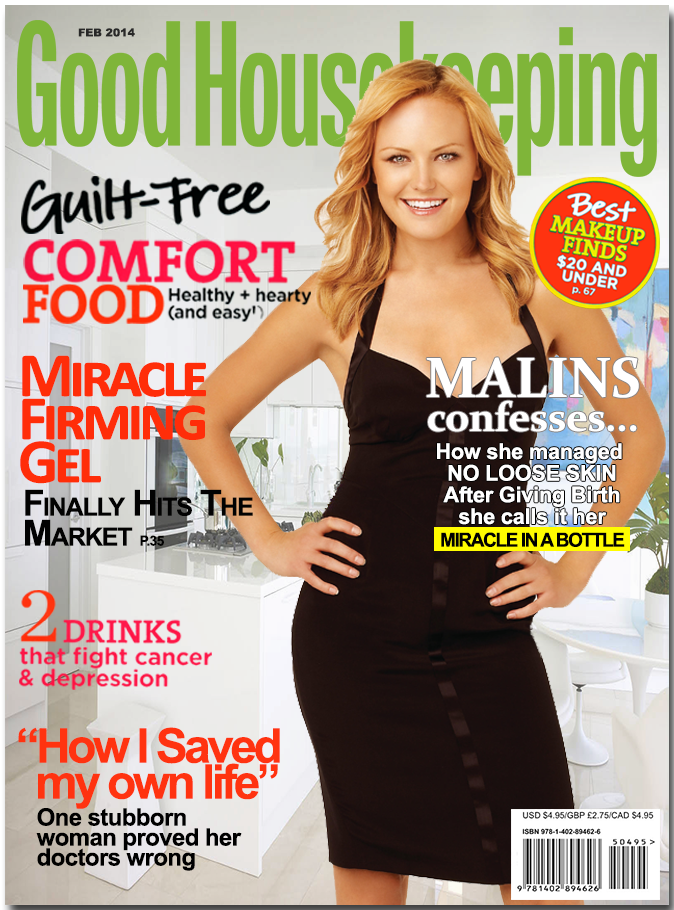 FEB 2014
Good Housekeeping
Guilt-Free
COMFORT
FOOD Healthy + hearty
(and easy!)
Best
MAKEUP
FINDS
$20 AND
UNDER
p. 67
MIRACLE
FIRMING
GEL
FINALLY HITS THE
MARKET P.35
MALINS
confesses...
How she managed
NO LOOSE SKIN
After Giving Birth
she calls it her
MIRACLE IN A BOTTLE
2 DRINKS
that fight cancer
& depression
“How I Saved
my own life”
One stubborn
woman proved her
doctors wrong
USD $4.95/GBP £2.75/CAD $4.95
ISBN 978-1-402-89462-6
50495>
9 781402 894626